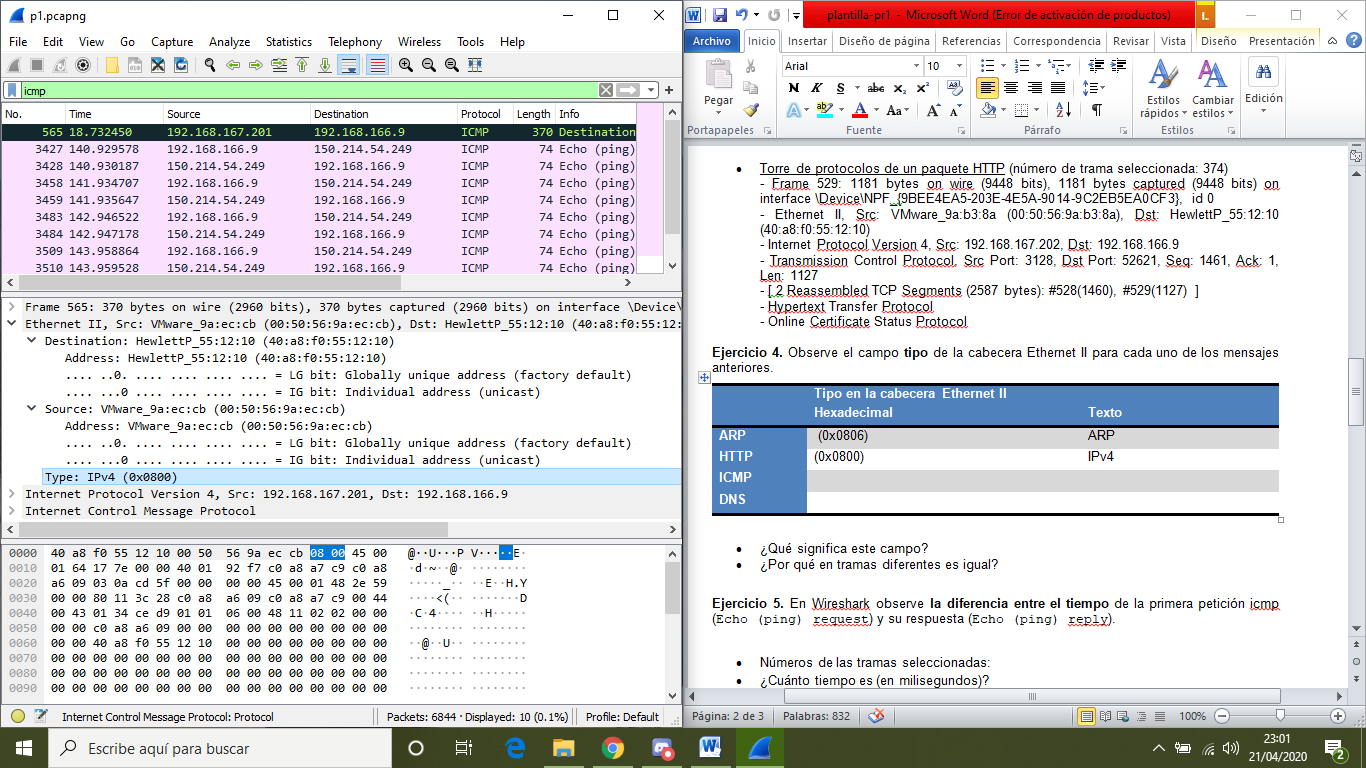 p1.pcapng
File Edit View Go Capture Analyze Statistics Telephony Wireless Tools Help
icmp
No. Time Source Destination Protocol Length Info
565 18.732450 192.168.167.201 192.168.166.9 ICMP 370 Destination
3427 140.929578 192.168.166.9 150.214.54.249 ICMP 74 Echo (ping)
3428 140.930187 150.214.54.249 192.168.166.9 ICMP 74 Echo (ping)
3458 141.934707 192.168.166.9 150.214.54.249 ICMP 74 Echo (ping)
3459 141.935647 150.214.54.249 192.168.166.9 ICMP 74 Echo (ping)
3483 142.946522 192.168.166.9 150.214.54.249 ICMP 74 Echo (ping)
3484 142.947178 150.214.54.249 192.168.166.9 ICMP 74 Echo (ping)
3509 143.958864 192.168.166.9 150.214.54.249 ICMP 74 Echo (ping)
3510 143.959528 150.214.54.249 192.168.166.9 ICMP 74 Echo (ping)
Frame 565: 370 bytes on wire (2960 bits), 370 bytes captured (2960 bits) on interface \Device\
Ethernet II, Src: VMware_9a:ec:cb (00:50:56:9a:ec:cb), Dst: HewlettP_55:12:10 (40:a8:f0:55:12:
Destination: HewlettP_55:12:10 (40:a8:f0:55:12:10)
Address: HewlettP_55:12:10 (40:a8:f0:55:12:10)
.... ..0. .... .... .... .... = LG bit: Globally unique address (factory default)
.... ...0 .... .... .... .... = IG bit: Individual address (unicast)
Source: VMware_9a:ec:cb (00:50:56:9a:ec:cb)
Address: VMware_9a:ec:cb (00:50:56:9a:ec:cb)
.... ..0. .... .... .... .... = LG bit: Globally unique address (factory default)
.... ...0 .... .... .... .... = IG bit: Individual address (unicast)
Type: IPv4 (0x0800)
Internet Protocol Version 4, Src: 192.168.167.201, Dst: 192.168.166.9
Internet Control Message Protocol
0000 40 a8 f0 55 12 10 00 50 56 9a ec cb 08 00 45 00 @··U···P V·····E·
0010 01 64 17 7e 00 00 40 01 92 f7 c0 a8 a7 c9 c0 a8 ·d·~··@· ········
0020 a6 09 03 0a cd 5f 00 00 00 00 45 00 01 48 2e 59 ·····_·· ··E··H.Y
0030 00 00 80 11 3c 28 c0 a8 a6 09 c0 a8 a7 c9 00 44 ····<(·· ·······D
0040 00 43 01 34 ce d9 01 01 06 00 48 11 02 02 00 00 ·C·4···· ··H·····
0050 00 00 c0 a8 a6 09 00 00 00 00 00 00 00 00 00 00 ········ ········
0060 00 00 40 a8 f0 55 12 10 00 00 00 00 00 00 00 00 ··@··U·· ········
0070 00 00 00 00 00 00 00 00 00 00 00 00 00 00 00 00 ········ ········
0080 00 00 00 00 00 00 00 00 00 00 00 00 00 00 00 00 ········ ········
0090 00 00 00 00 00 00 00 00 00 00 00 00 00 00 00 00 ········ ········
Internet Control Message Protocol: Protocol Packets: 6844 · Displayed: 10 (0.1%) Profile: Default
plantilla-pr1 - Microsoft Word (Error de activación de productos)
Archivo Inicio Insertar Diseño de página Referencias Correspondencia Revisar Vista Diseño Presentación
Pegar
Arial 10
N K S abc x₂ x²
Estilos rápidos Cambiar estilos Edición
Portapapeles Fuente Párrafo Estilos
• Torre de protocolos de un paquete HTTP (número de trama seleccionada: 374)
- Frame 529: 1181 bytes on wire (9448 bits), 1181 bytes captured (9448 bits) on
interface \Device\NPF_{9BEE4EA5-203E-4E5A-9014-9C2EB5EA0CF3}, id 0
- Ethernet II, Src: VMware_9a:b3:8a (00:50:56:9a:b3:8a), Dst: HewlettP_55:12:10
(40:a8:f0:55:12:10)
- Internet Protocol Version 4, Src: 192.168.167.202, Dst: 192.168.166.9
- Transmission Control Protocol, Src Port: 3128, Dst Port: 52621, Seq: 1461, Ack: 1,
Len: 1127
- [ 2 Reassembled TCP Segments (2587 bytes): #528(1460), #529(1127) ]
- Hypertext Transfer Protocol
- Online Certificate Status Protocol
Ejercicio 4. Observe el campo tipo de la cabecera Ethernet II para cada uno de los mensajes
anteriores.
Tipo en la cabecera Ethernet II
Hexadecimal Texto
ARP (0x0806) ARP
HTTP (0x0800) IPv4
ICMP
DNS
• ¿Qué significa este campo?
• ¿Por qué en tramas diferentes es igual?
Ejercicio 5. En Wireshark observe la diferencia entre el tiempo de la primera petición icmp
(Echo (ping) request) y su respuesta (Echo (ping) reply).
• Números de las tramas seleccionadas:
• ¿Cuánto tiempo es (en milisegundos)?
Página: 2 de 3 Palabras: 832 100%
Escribe aquí para buscar
23:01
21/04/2020
2